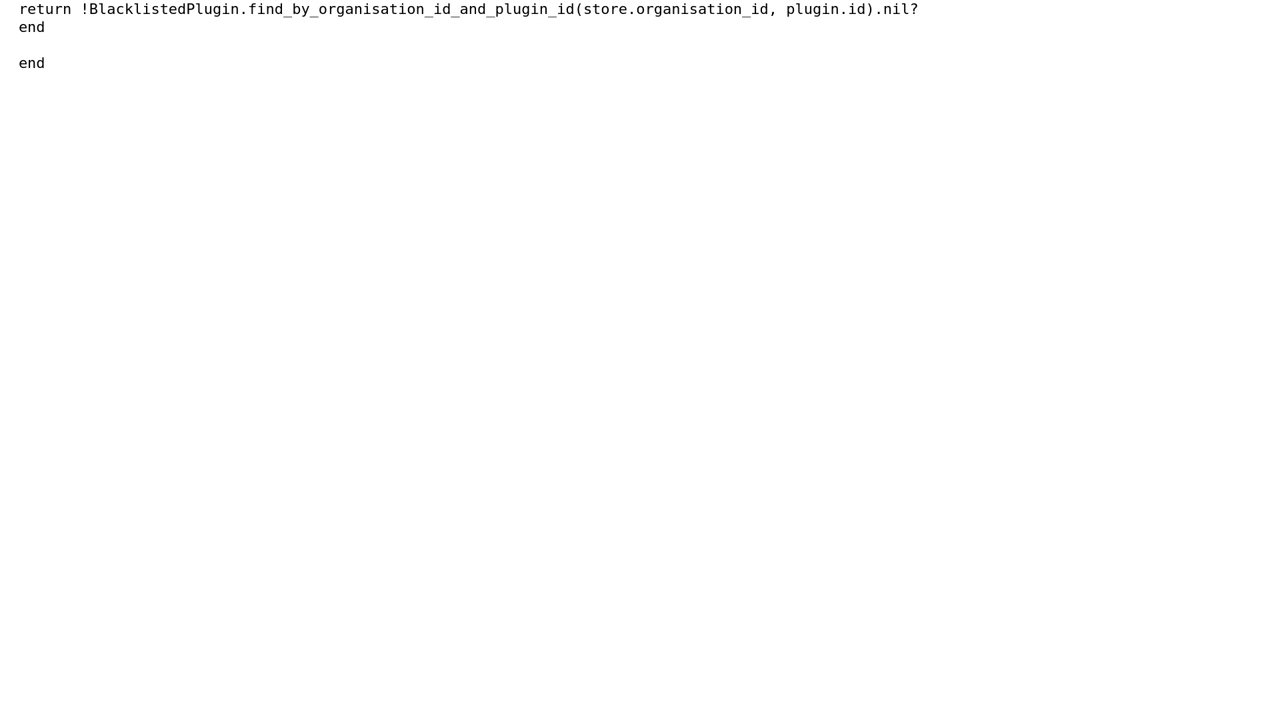 return !BlacklistedPlugin.find_by_organisation_id_and_plugin_id(store.organisation_id, plugin.id).nil?
end
end